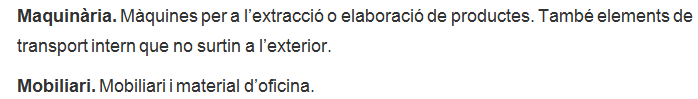 Maquinària. Màquines per a l’extracció o elaboració de productes. També elements de
transport intern que no surtin a l’exterior.
Mobiliari. Mobiliari i material d’oficina.